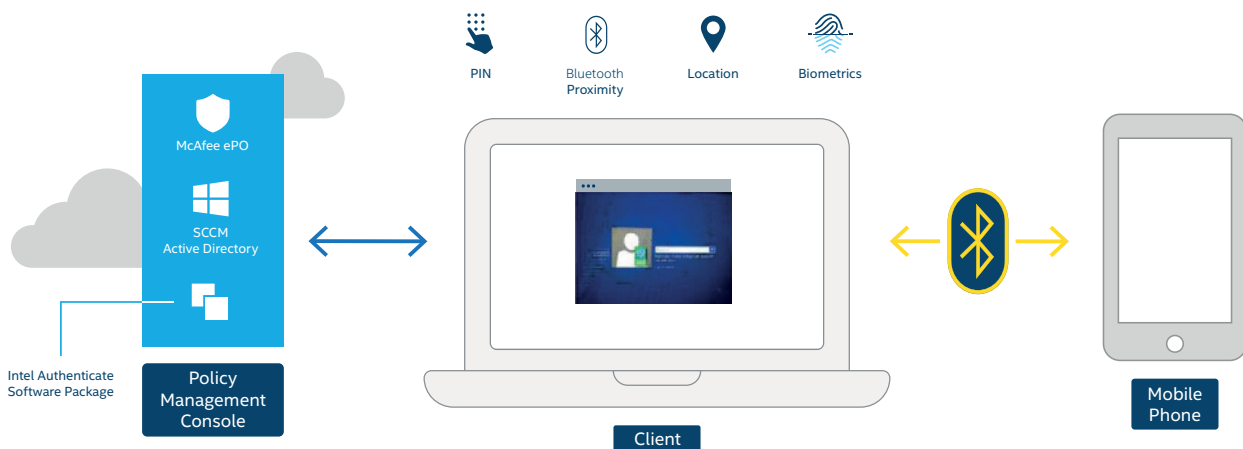 PIN
Bluetooth
Proximity
Location
Biometrics
McAfee ePO
SCCM
Active Directory
Intel Authenticate
Software Package
Policy
Management
Console
Client
Mobile
Phone